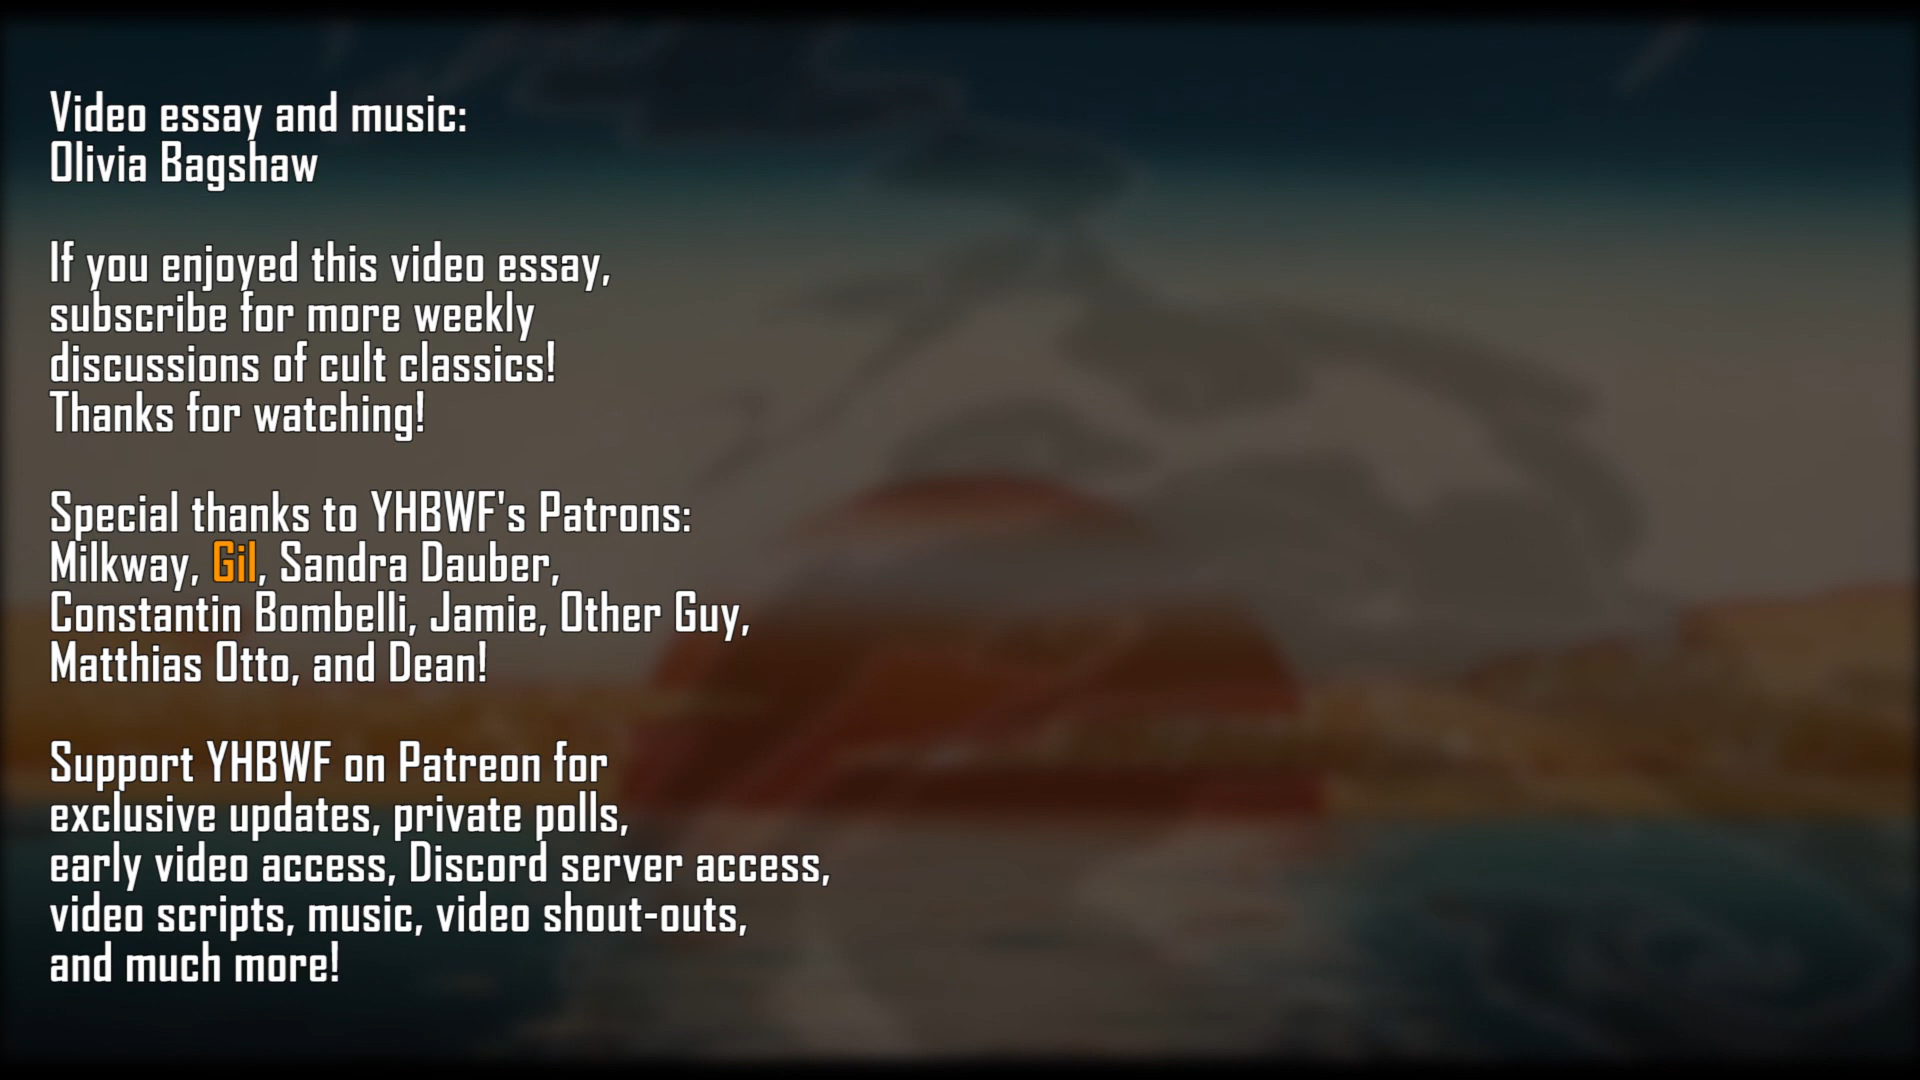 Video essay and music:
Olivia Bagshaw
If you enjoyed this video essay,
subscribe for more weekly
discussions of cult classics!
Thanks for watching!
Special thanks to YHBWF's Patrons:
Milkway, Gil, Sandra Dauber,
Constantin Bombelli, Jamie, Other Guy,
Matthias Otto, and Dean!
Support YHBWF on Patreon for
exclusive updates, private polls,
early video access, Discord server access,
video scripts, music, video shout-outs,
and much more!